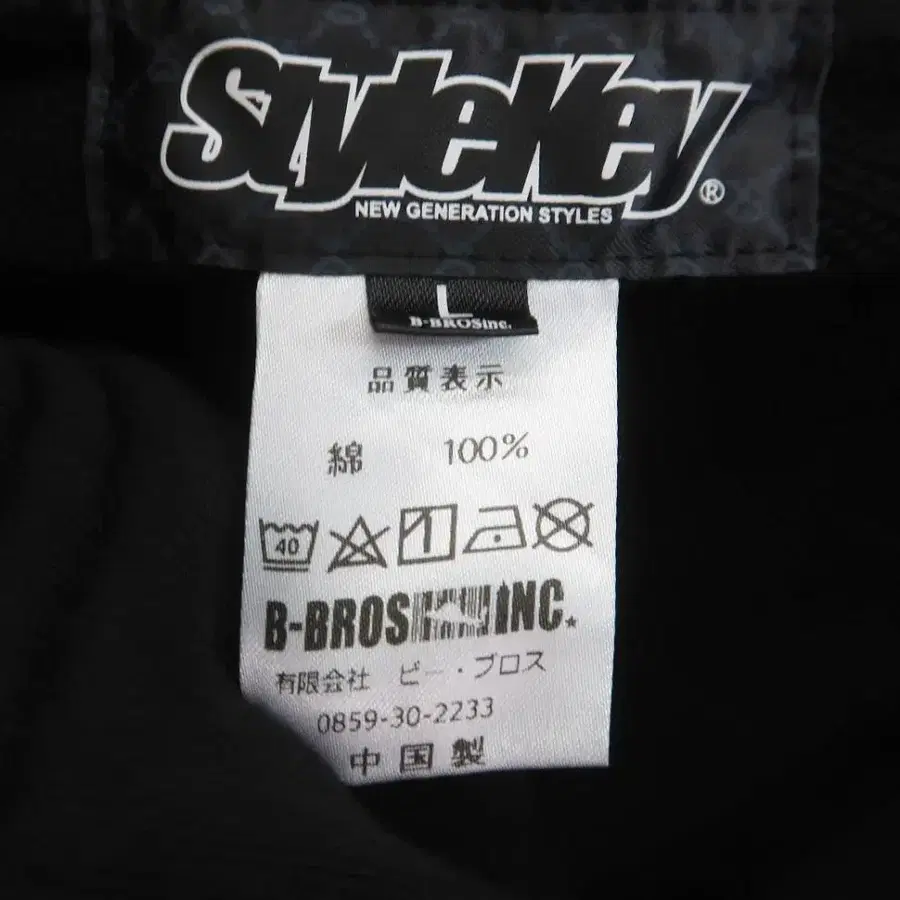 StyleKey®
NEW GENERATION STYLES
L
B-BROSinc.
品質表示
綿 100%
40
B-BROS INC.
有限会社 ビー・ブロス
0859-30-2233
中国製